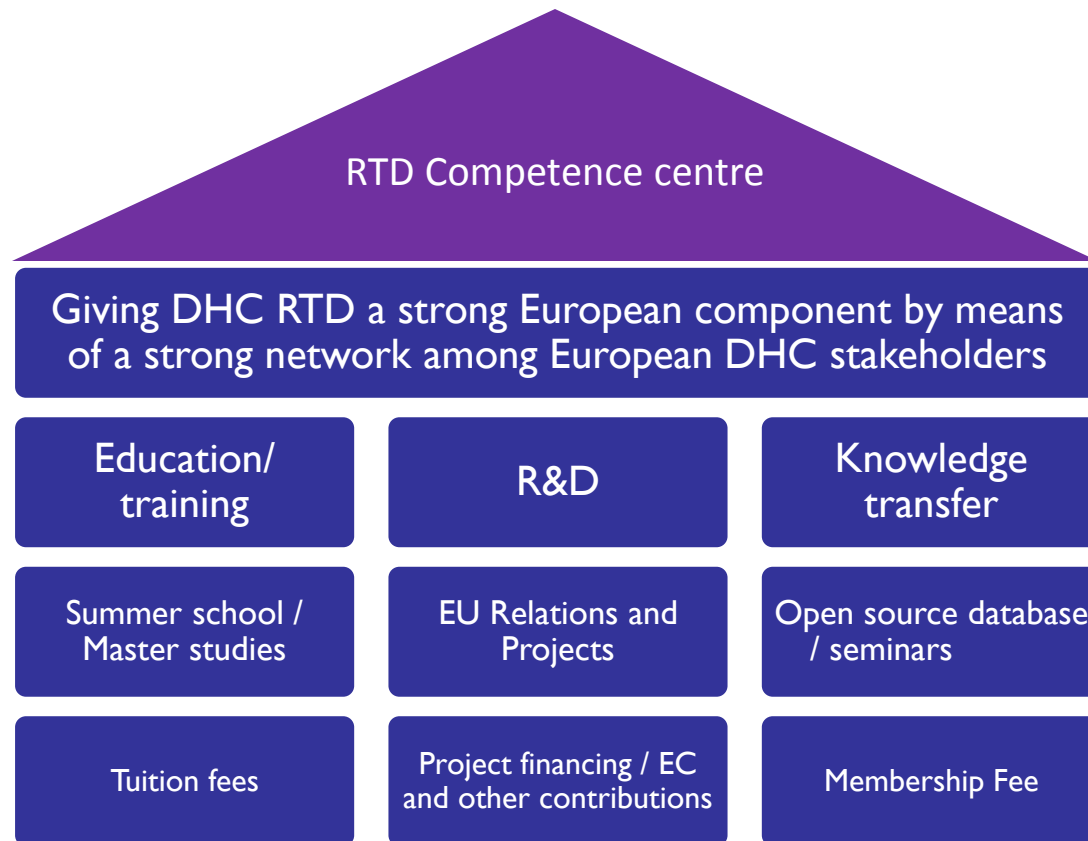 RTD Competence centre
Giving DHC RTD a strong European component by means
of a strong network among European DHC stakeholders
Education/
training
R&D
Knowledge
transfer
Summer school /
Master studies
EU Relations and
Projects
Open source database
/ seminars
Tuition fees
Project financing / EC
and other contributions
Membership Fee